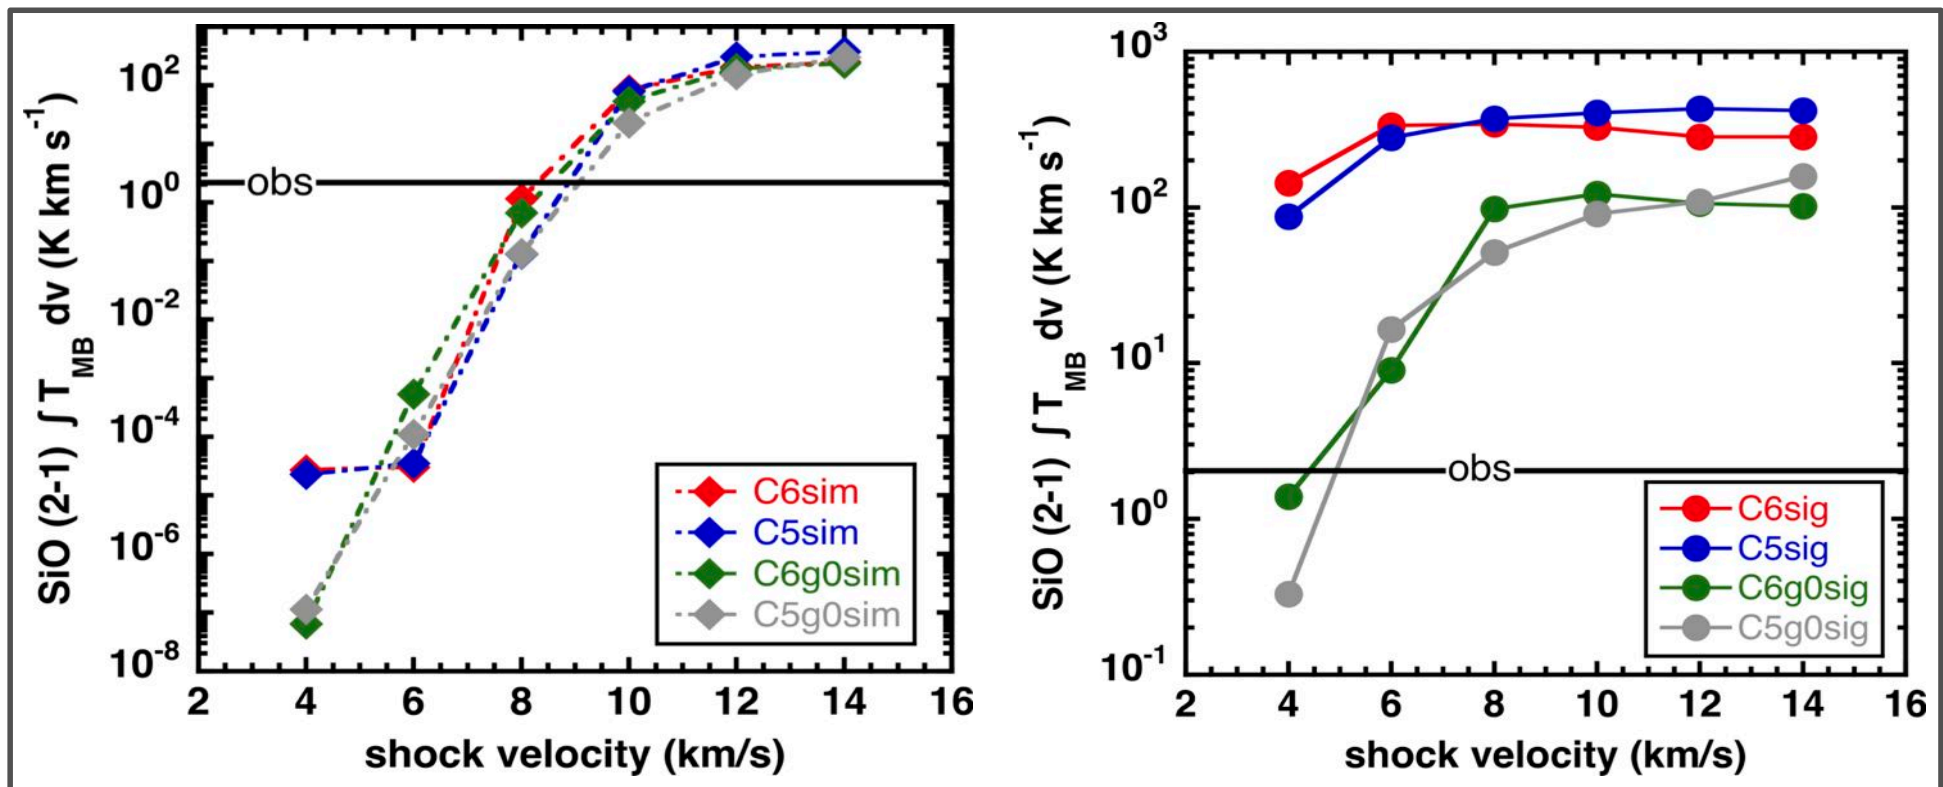 SiO (2-1) ∫ T_MB dv (K km s^-1)
10^2
10^0
10^-2
10^-4
10^-6
10^-8
obs
C6sim
C5sim
C6g0sim
C5g0sim
2 4 6 8 10 12 14 16
shock velocity (km/s)
SiO (2-1) ∫ T_MB dv (K km s^-1)
10^3
10^2
10^1
10^0
10^-1
obs
C6sig
C5sig
C6g0sig
C5g0sig
2 4 6 8 10 12 14 16
shock velocity (km/s)